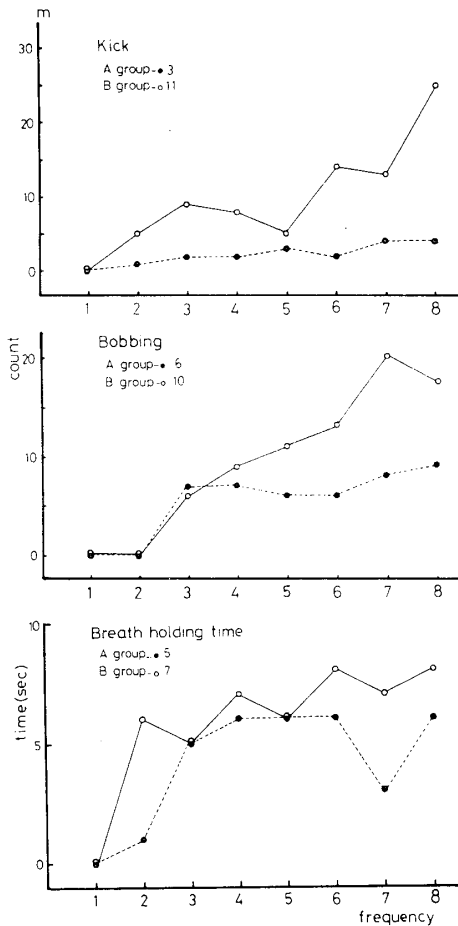 m
30
20
10
0
Kick
A group-● 3
B group-○ 11
1 2 3 4 5 6 7 8
count
20
10
0
Bobbing
A group-● 6
B group-○ 10
1 2 3 4 5 6 7 8
time(sec)
10
5
0
Breath holding time
A group-● 5
B group-○ 7
1 2 3 4 5 6 7 8
frequency